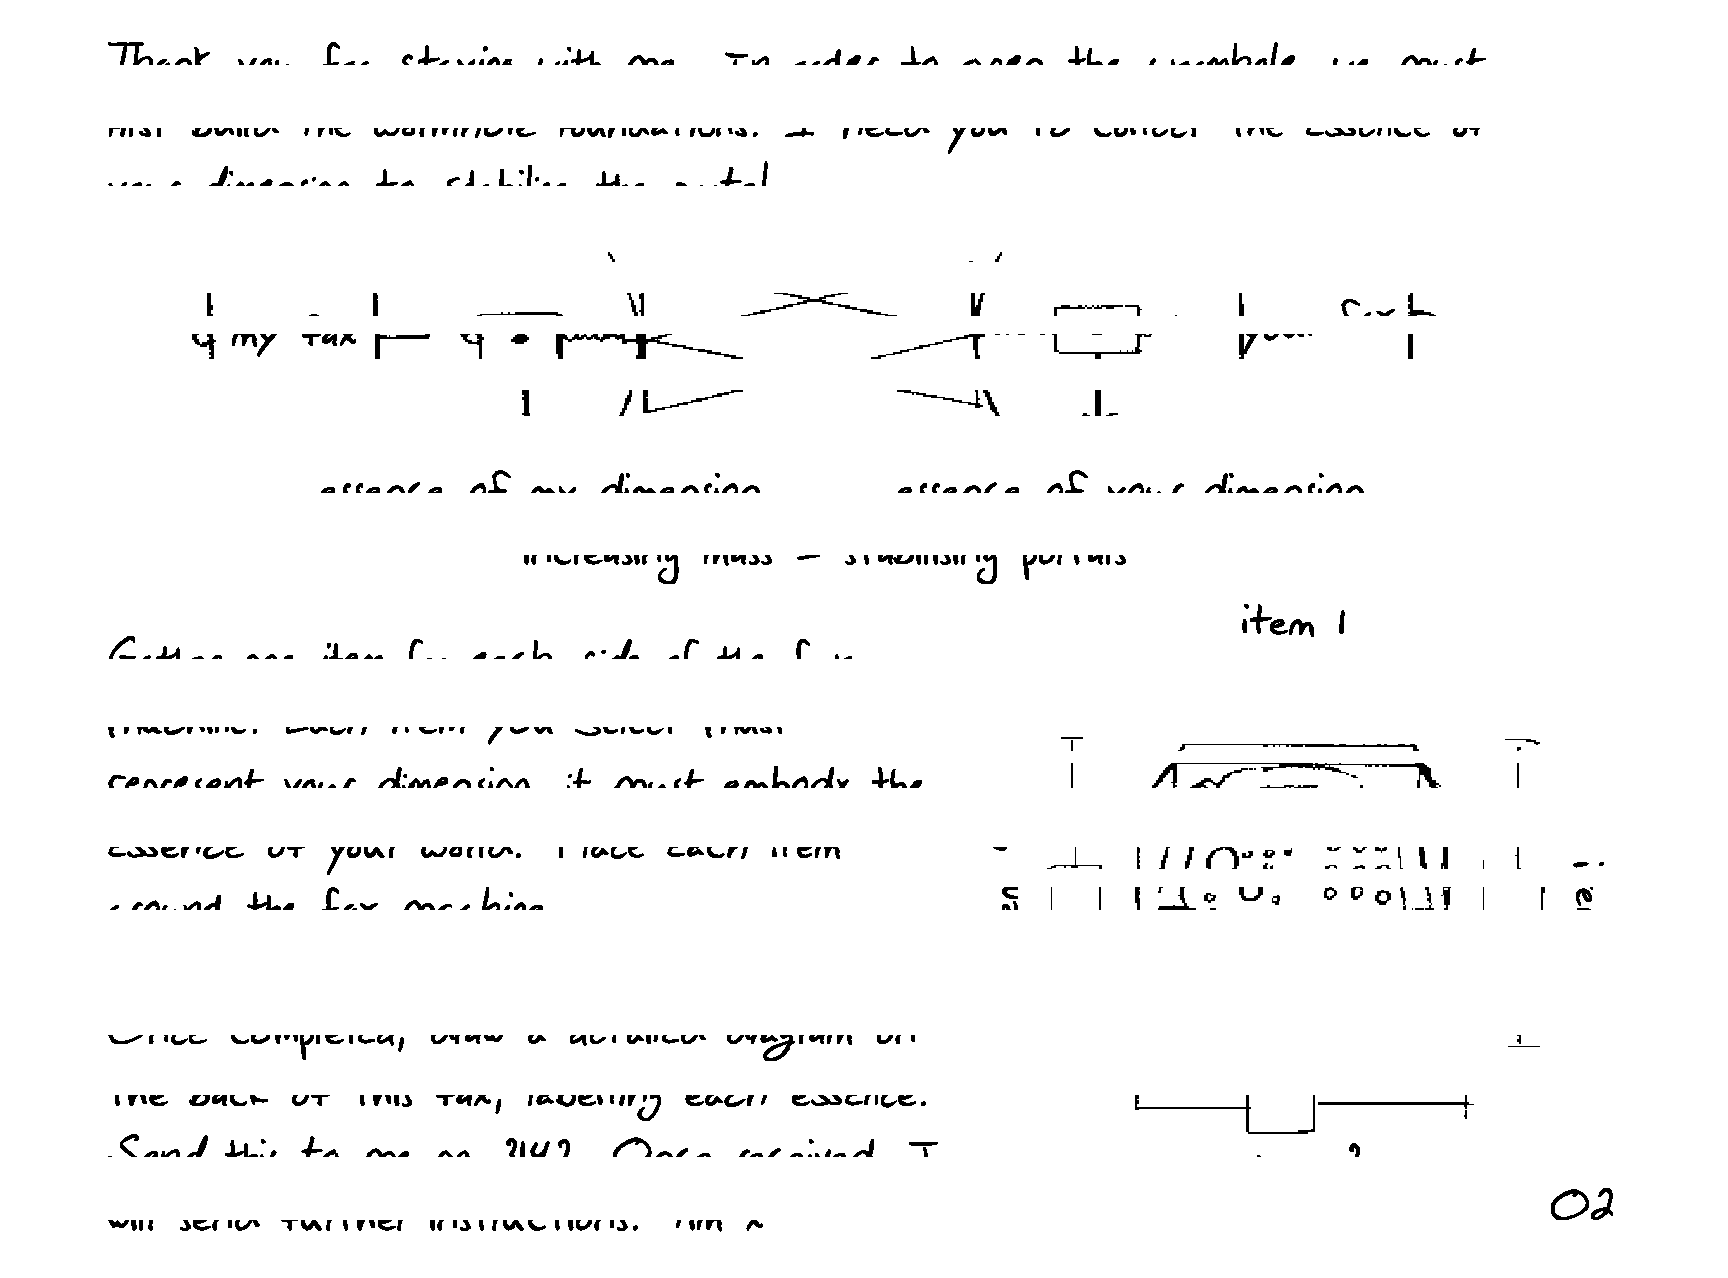 Thank you for staying with me. In order to open the wormhole, we must
first build the wormhole foundations. I need you to collect the essence of
your dimension to stabilise the portal
my fax your fax
essence of my dimension essence of your dimension
increasing mass = stabilising portals
item 1
Gather one item for each side of the fax
machine. Each item you select must
represent your dimension, it must embody the
essence of your world. Place each item
around the fax machine.
Once completed, draw a detailed diagram on
the back of this fax, labelling each essence.
Send this to me on Once received, I
will send further instructions. x
02